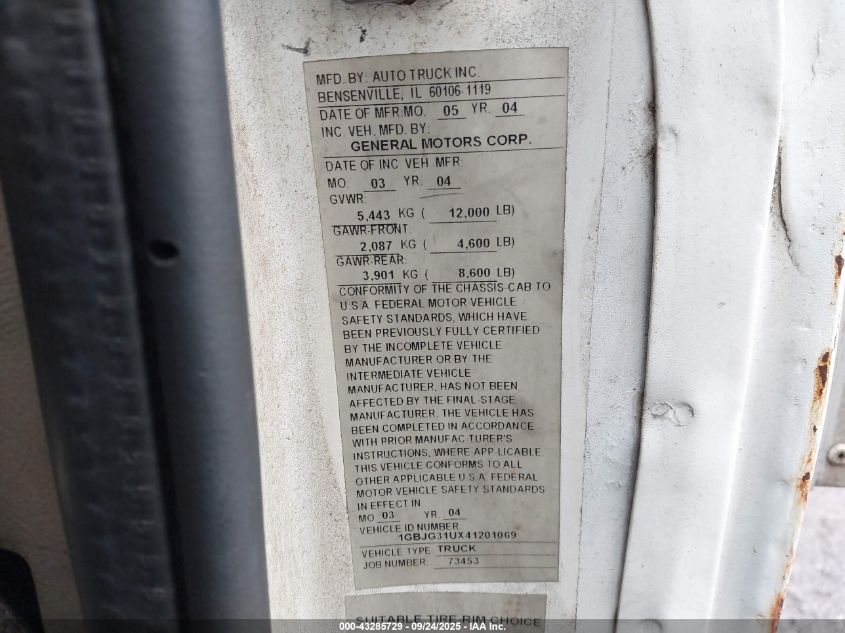 MFD. BY: AUTO TRUCK INC.
BENSENVILLE, IL 60106-1119
DATE OF MFR.MO. 05 YR. 04
INC VEH. MFD. BY:
GENERAL MOTORS CORP.
DATE OF INC VEH MFR
MO. 03 YR. 04
GVWR:
5,443 KG ( 12,000 LB)
GAWR-FRONT:
2,087 KG ( 4,600 LB)
GAWR-REAR:
3,901 KG ( 8,600 LB)
CONFORMITY OF THE CHASSIS-CAB TO
U.S.A. FEDERAL MOTOR VEHICLE
SAFETY STANDARDS, WHICH HAVE
BEEN PREVIOUSLY FULLY CERTIFIED
BY THE INCOMPLETE VEHICLE
MANUFACTURER OR BY THE
INTERMEDIATE VEHICLE
MANUFACTURER, HAS NOT BEEN
AFFECTED BY THE FINAL-STAGE
MANUFACTURER. THE VEHICLE HAS
BEEN COMPLETED IN ACCORDANCE
WITH PRIOR MANUFACTURER'S
INSTRUCTIONS, WHERE APPLICABLE
THIS VEHICLE CONFORMS TO ALL
OTHER APPLICABLE U.S.A. FEDERAL
MOTOR VEHICLE SAFETY STANDARDS
IN EFFECT IN
MO 03 YR 04
VEHICLE ID NUMBER
1GBJG31UX41201069
VEHICLE TYPE: TRUCK
JOB NUMBER: 73453
SUITABLE TIRE RIM CHOICE
000-43285729 - 09/24/2025 - IAA Inc.